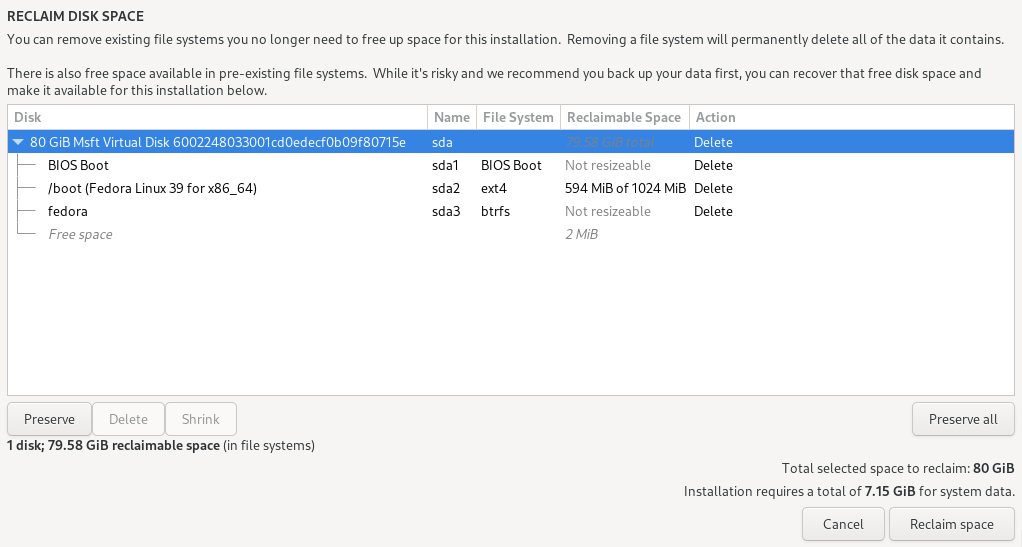 RECLAIM DISK SPACE
You can remove existing file systems you no longer need to free up space for this installation.  Removing a file system will permanently delete all of the data it contains.
There is also free space available in pre-existing file systems.  While it's risky and we recommend you back up your data first, you can recover that free disk space and
make it available for this installation below.
Disk Name File System Reclaimable Space Action
80 GiB Msft Virtual Disk 6002248033001cd0edecf0b09f80715e sda 79.58 GiB total Delete
BIOS Boot sda1 BIOS Boot Not resizeable Delete
/boot (Fedora Linux 39 for x86_64) sda2 ext4 594 MiB of 1024 MiB Delete
fedora sda3 btrfs Not resizeable Delete
Free space 2 MiB
Preserve Delete Shrink Preserve all
1 disk; 79.58 GiB reclaimable space (in file systems)
Total selected space to reclaim: 80 GiB
Installation requires a total of 7.15 GiB for system data.
Cancel Reclaim space